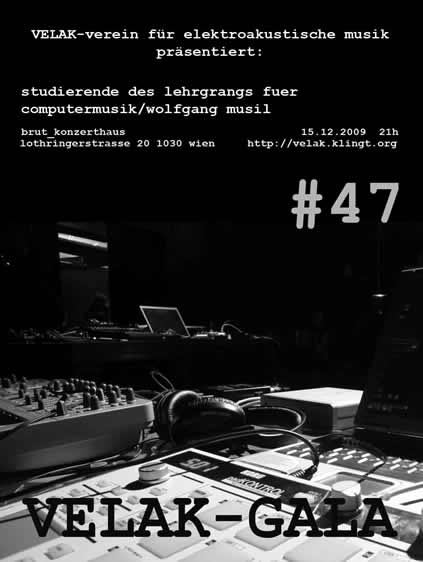 VELAK-verein für elektroakustische musik
präsentiert:
studierende des lehrgrangs fuer
computermusik/wolfgang musil
brut_konzerthaus 15.12.2009 21h
lothringerstrasse 20 1030 wien http://velak.klingt.org
#47
VELAK-GALA